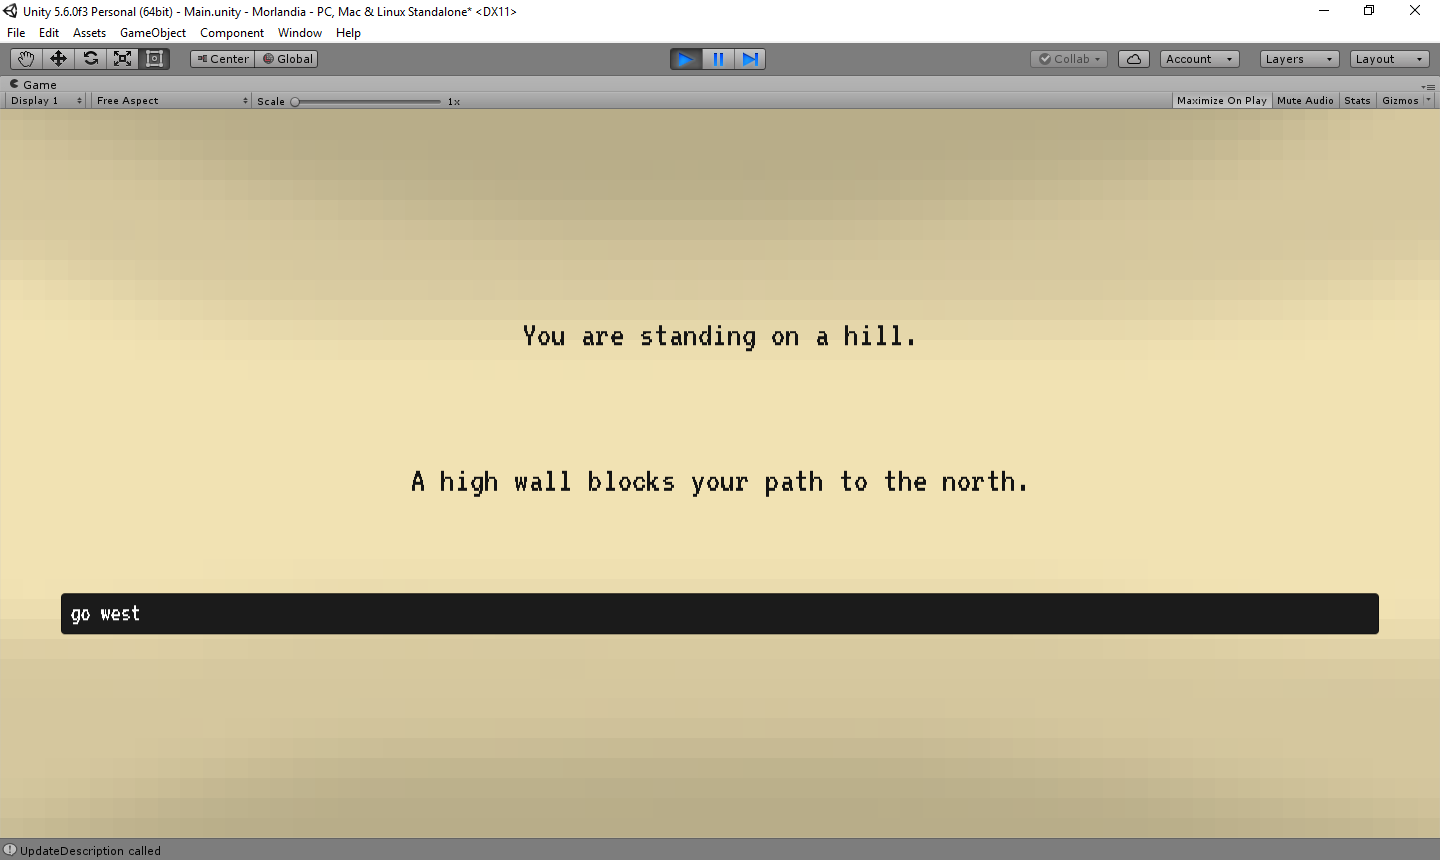 Unity 5.6.0f3 Personal (64bit) - Main.unity - Morlandia - PC, Mac & Linux Standalone* <DX11>
File Edit Assets GameObject Component Window Help
Center Global Collab Account Layers Layout
Game
Display 1 Free Aspect Scale 1x Maximize On Play Mute Audio Stats Gizmos
You are standing on a hill.
A high wall blocks your path to the north.
go west
UpdateDescription called